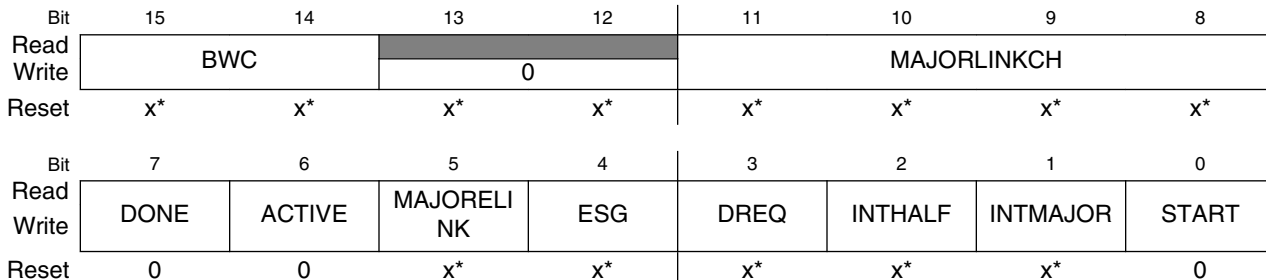 Bit 15 14 13 12 11 10 9 8
Read
Write BWC 0 MAJORLINKCH
Reset x* x* x* x* x* x* x* x*
Bit 7 6 5 4 3 2 1 0
Read
Write DONE ACTIVE MAJORELI
NK ESG DREQ INTHALF INTMAJOR START
Reset 0 0 x* x* x* x* x* 0